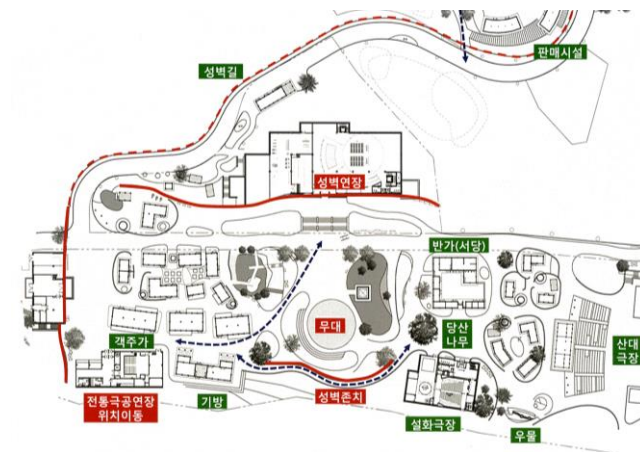 판매시설
성벽길
성벽연장
반가(서당)
무대
당산
나무
객주가
산대
극장
전통극공연장
위치이동
기방
성벽존치
설화극장
우물